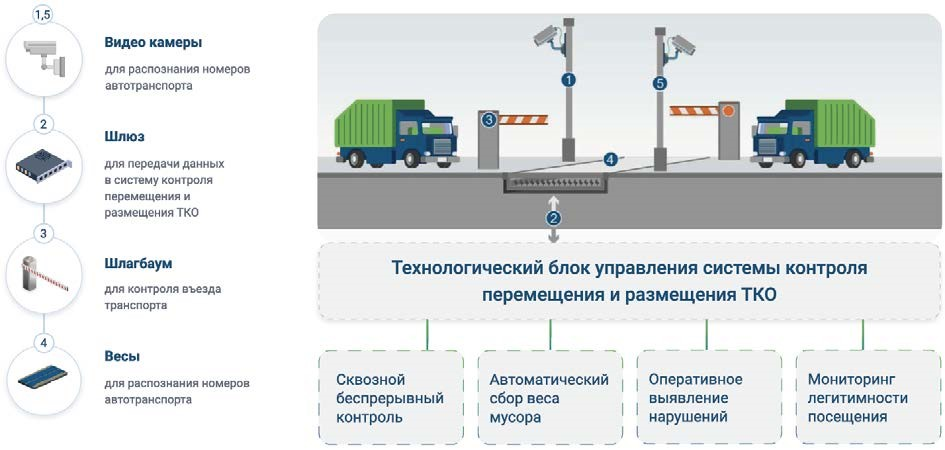 1,5
Видео камеры
для распознания номеров
автотранспорта
2
Шлюз
для передачи данных
в систему контроля
перемещения и
размещения ТКО
3
Шлагбаум
для контроля въезда
транспорта
4
Весы
для распознания номеров
автотранспорта
1
5
3
4
2
Технологический блок управления системы контроля
перемещения и размещения ТКО
Сквозной
беспрерывный
контроль
Автоматический
сбор веса
мусора
Оперативное
выявление
нарушений
Мониторинг
легитимности
посещения